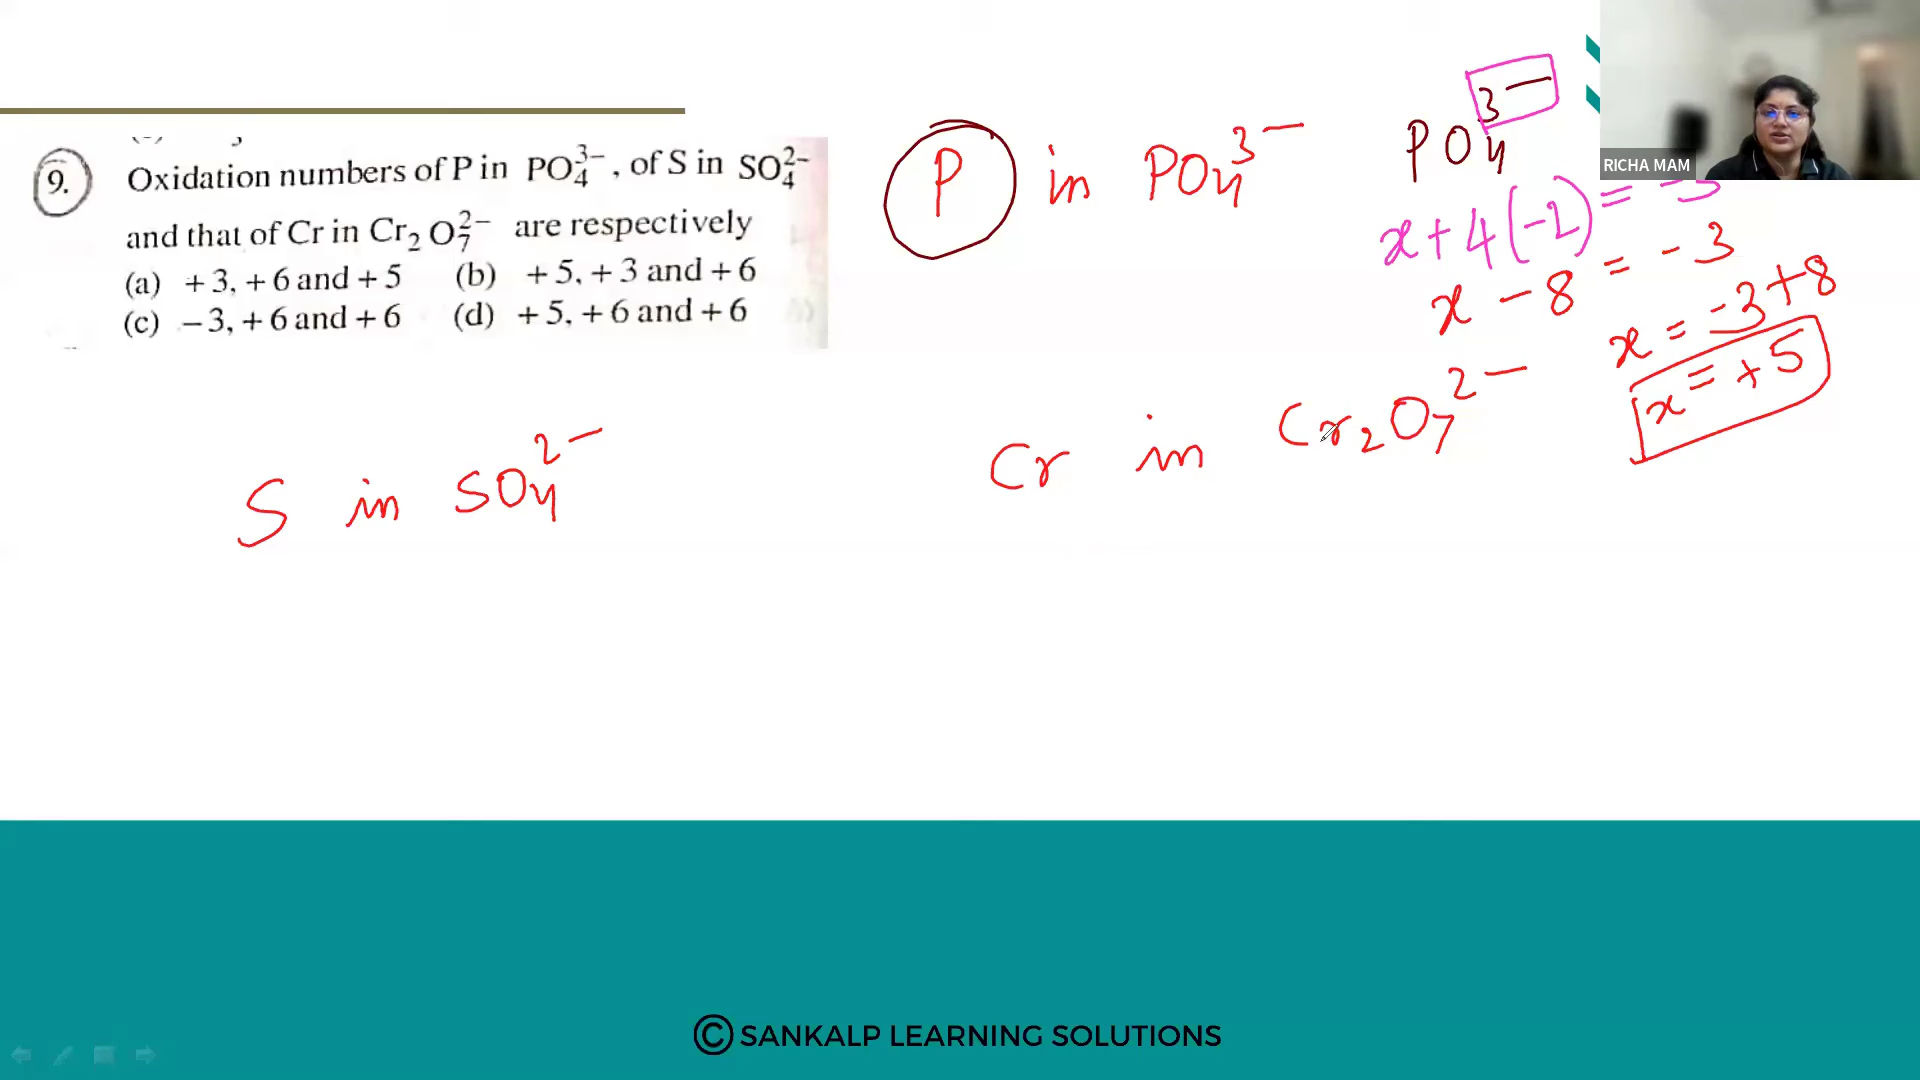 9. Oxidation numbers of P in PO₄³⁻, of S in SO₄²⁻
and that of Cr in Cr₂O₇²⁻ are respectively
(a) +3, +6 and +5 (b) +5, +3 and +6
(c) −3, +6 and +6 (d) +5, +6 and +6
P in PO₄³⁻
PO₄³⁻
x + 4(-2) = -3
x - 8 = -3
x = -3+8
x = +5
S in SO₄²⁻
Cr in Cr₂O₇²⁻
RICHA MAM
© SANKALP LEARNING SOLUTIONS